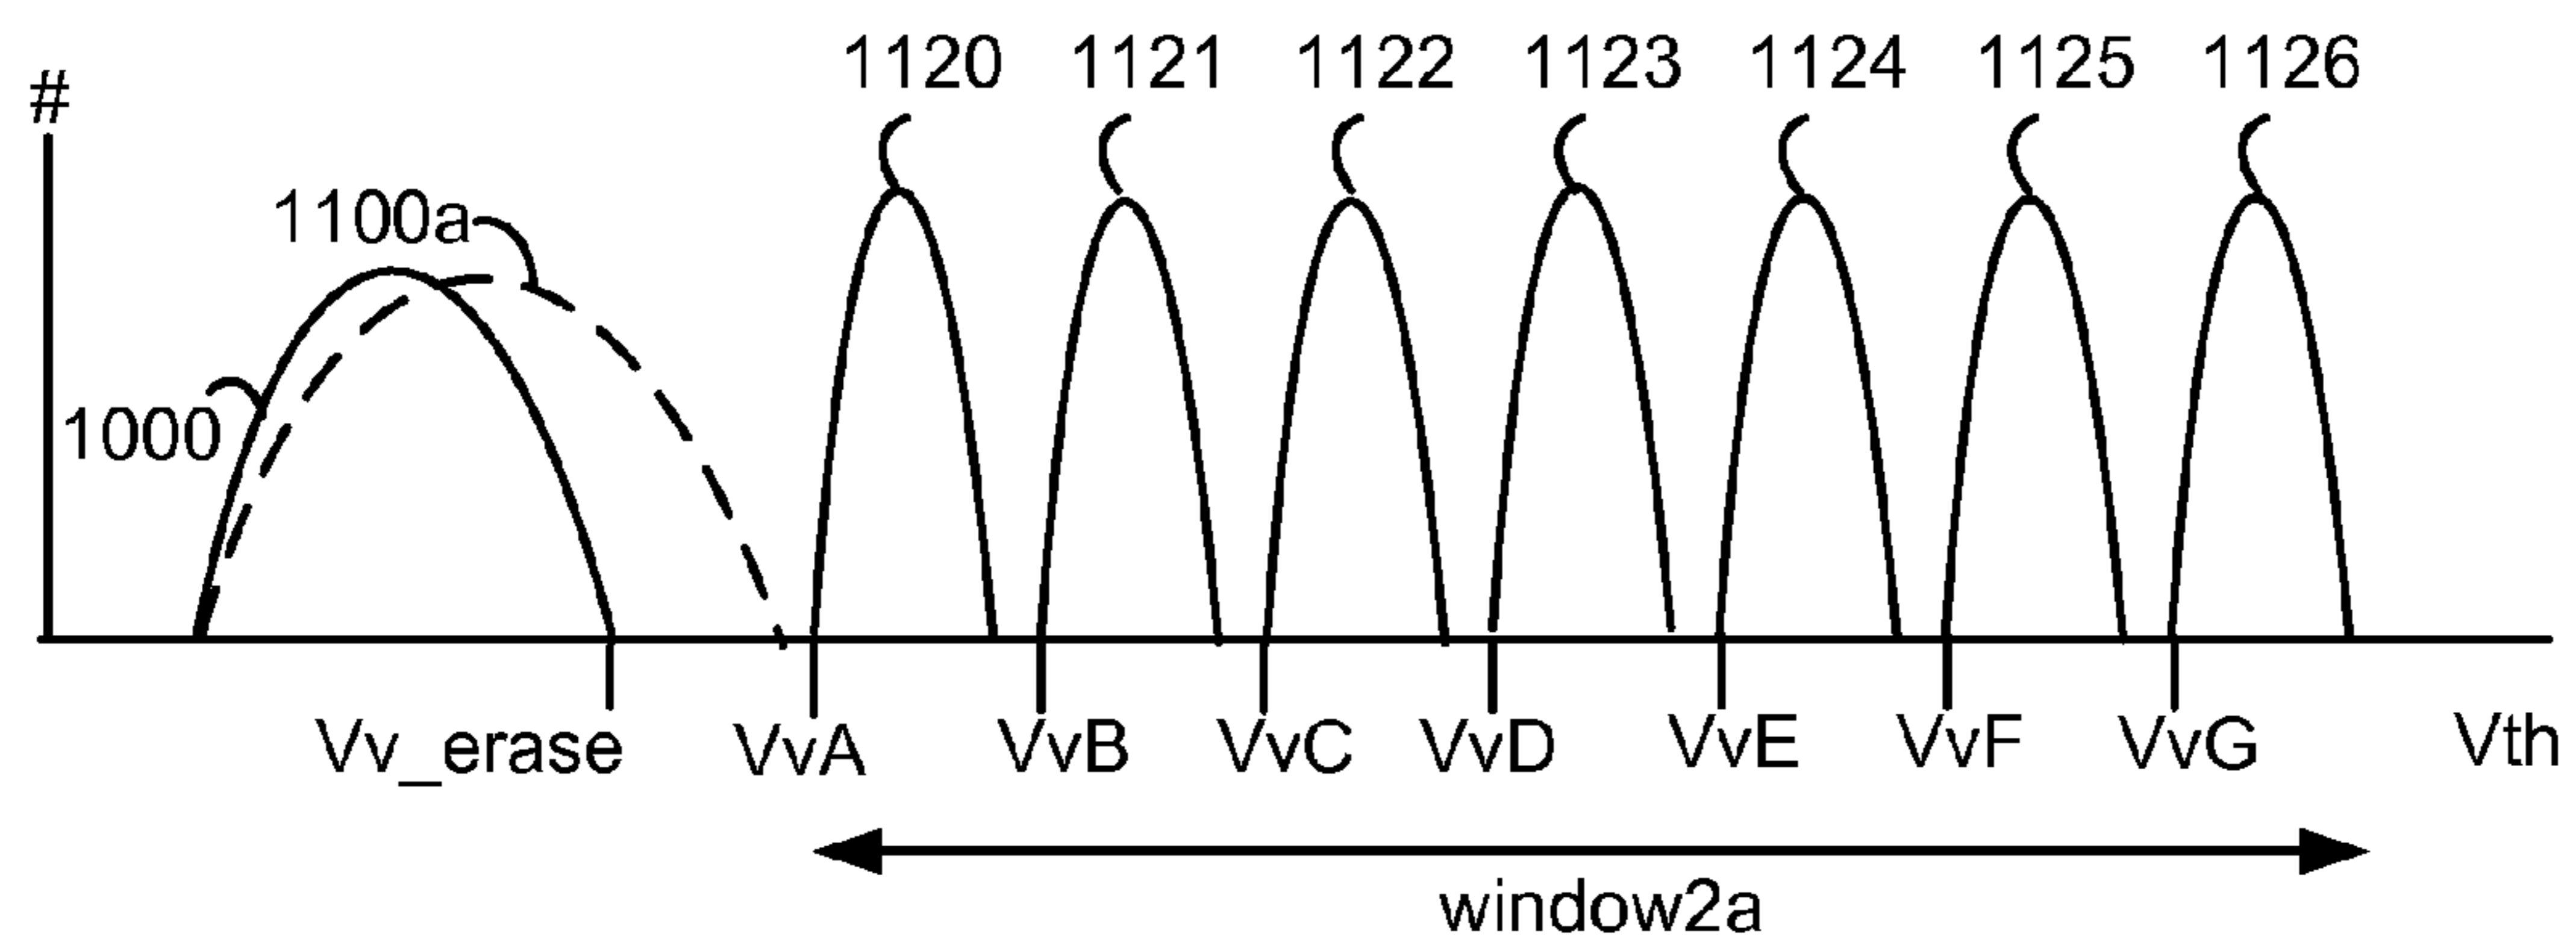 1120 1121 1122 1123 1124 1125 1126
#
1100a
1000
Vv_erase VvA VvB VvC VvD VvE VvF VvG Vth
window2a